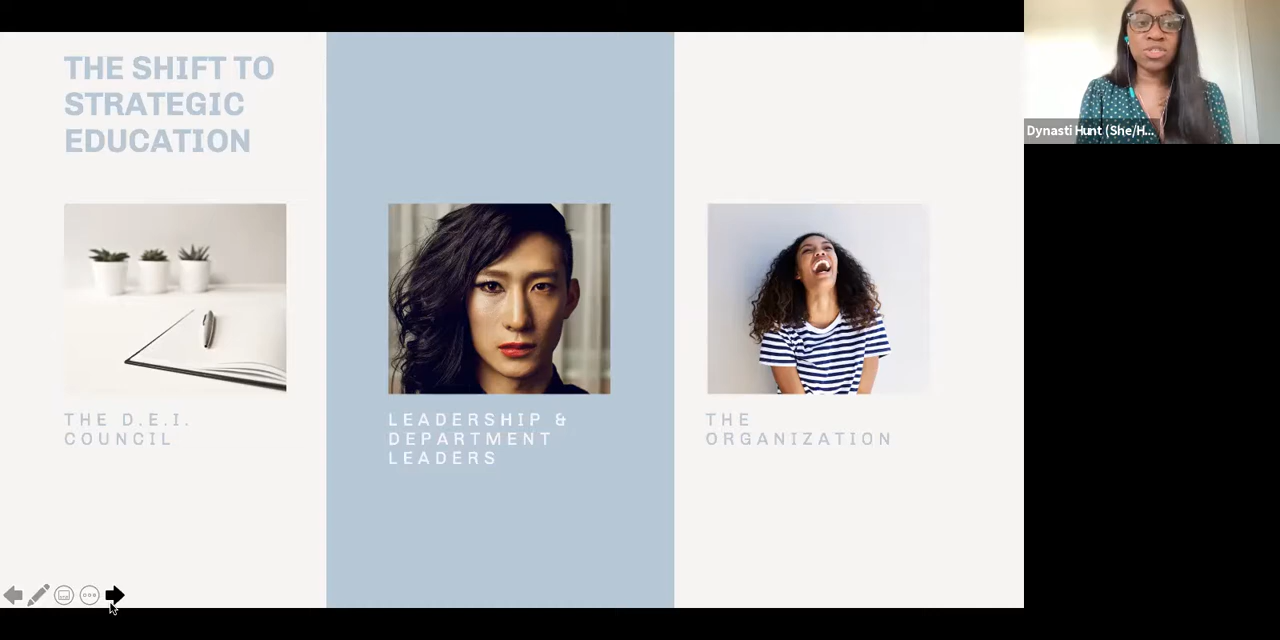 THE SHIFT TO
STRATEGIC
EDUCATION
THE D.E.I.
COUNCIL
LEADERSHIP &
DEPARTMENT
LEADERS
THE
ORGANIZATION
Dynasti Hunt (She/H...